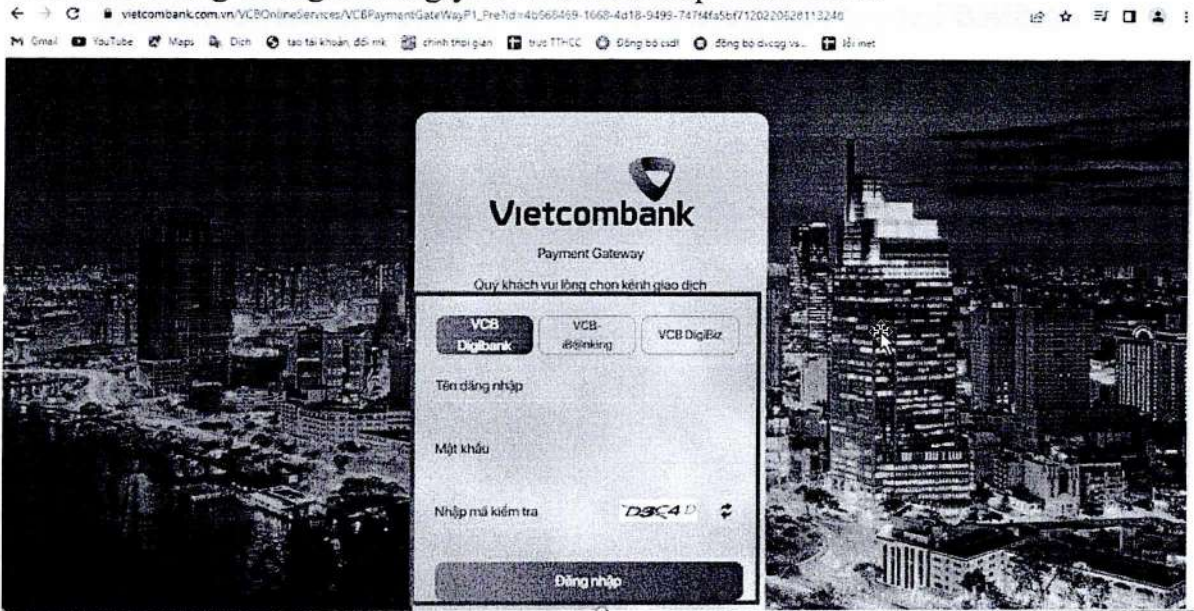 vietcombank.com.vn/VCBOnlineServices/VCBPaymentGateWayP1_Pre?id=4b568469-1668-4d18-9499-747f4fa5bf7120220628113248
Gmail YouTube Maps Dịch tạo tài khoản, đổi mk chỉnh thời gian trực TTHCC Đồng bộ csdl đồng bộ dvcqg vs... lỗi met
Vietcombank
Payment Gateway
Quý khách vui lòng chọn kênh giao dịch
VCB Digibank
VCB-iB@nking
VCB DigiBiz
Tên đăng nhập
Mật khẩu
Nhập mã kiểm tra
Đăng nhập